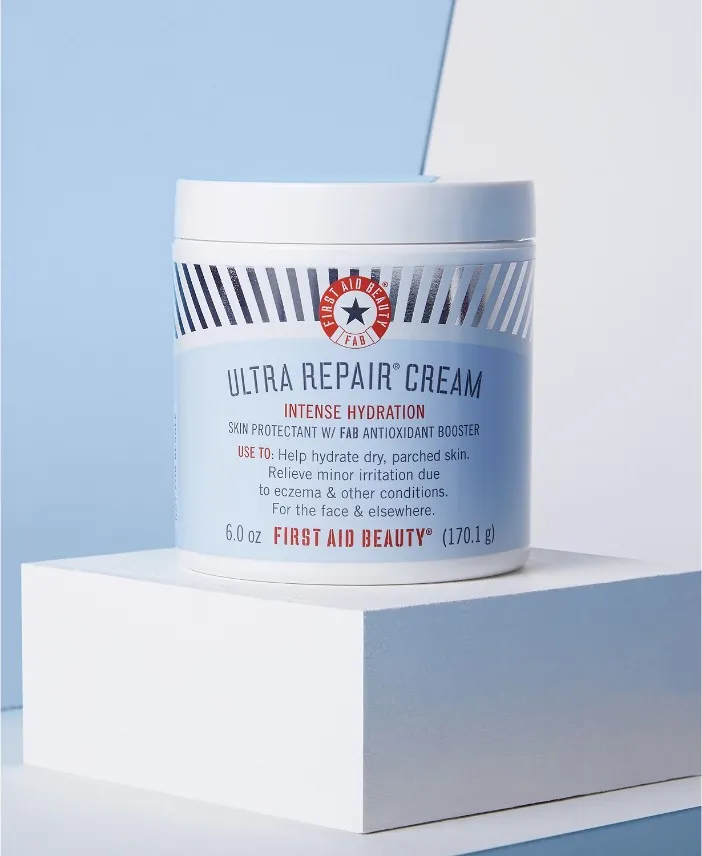 FIRST AID BEAUTY®
FAB
ULTRA REPAIR® CREAM
INTENSE HYDRATION
SKIN PROTECTANT W/ FAB ANTIOXIDANT BOOSTER
USE TO: Help hydrate dry, parched skin.
Relieve minor irritation due
to eczema & other conditions.
For the face & elsewhere.
6.0 oz FIRST AID BEAUTY® (170.1 g)